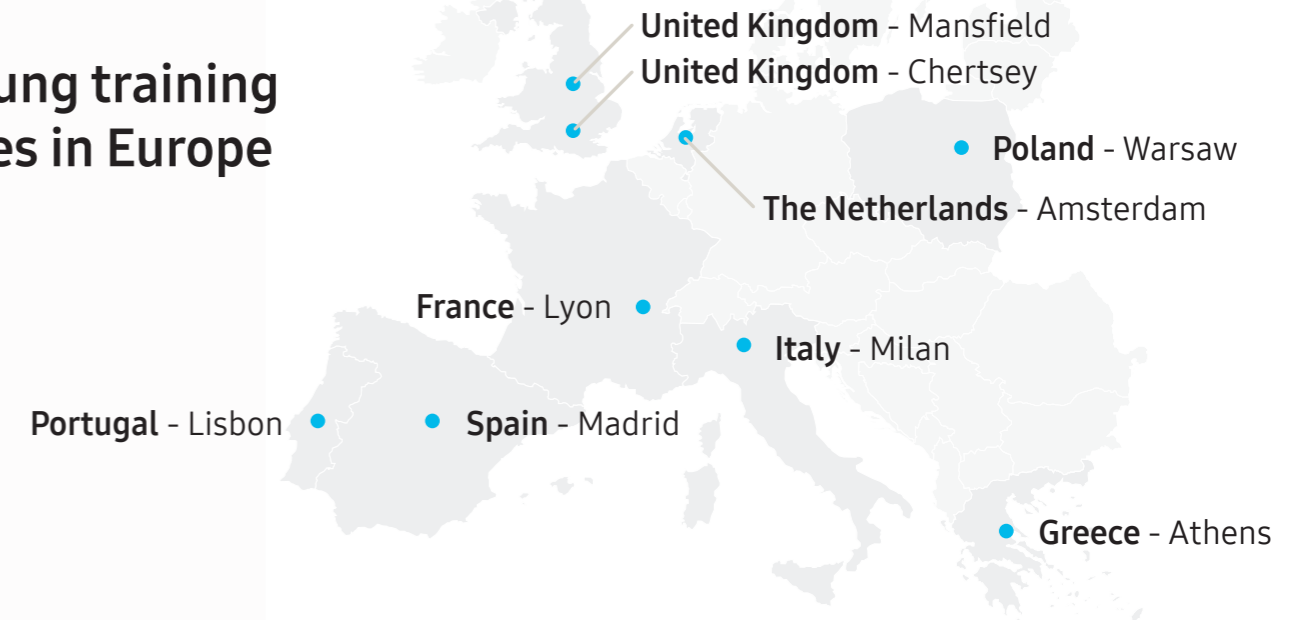 ung training
es in Europe
United Kingdom - Mansfield
United Kingdom - Chertsey
Poland - Warsaw
The Netherlands - Amsterdam
France - Lyon
Italy - Milan
Portugal - Lisbon
Spain - Madrid
Greece - Athens